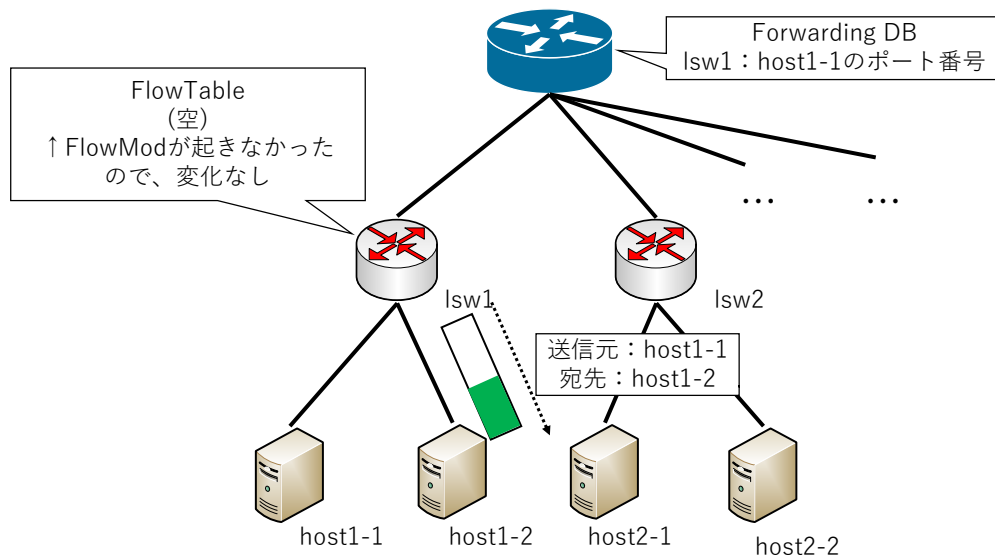 Forwarding DB
lsw1：host1-1のポート番号
FlowTable
(空)
↑FlowModが起きなかった
ので、変化なし
… …
lsw1
lsw2
送信元：host1-1
宛先：host1-2
host1-1
host1-2
host2-1
host2-2